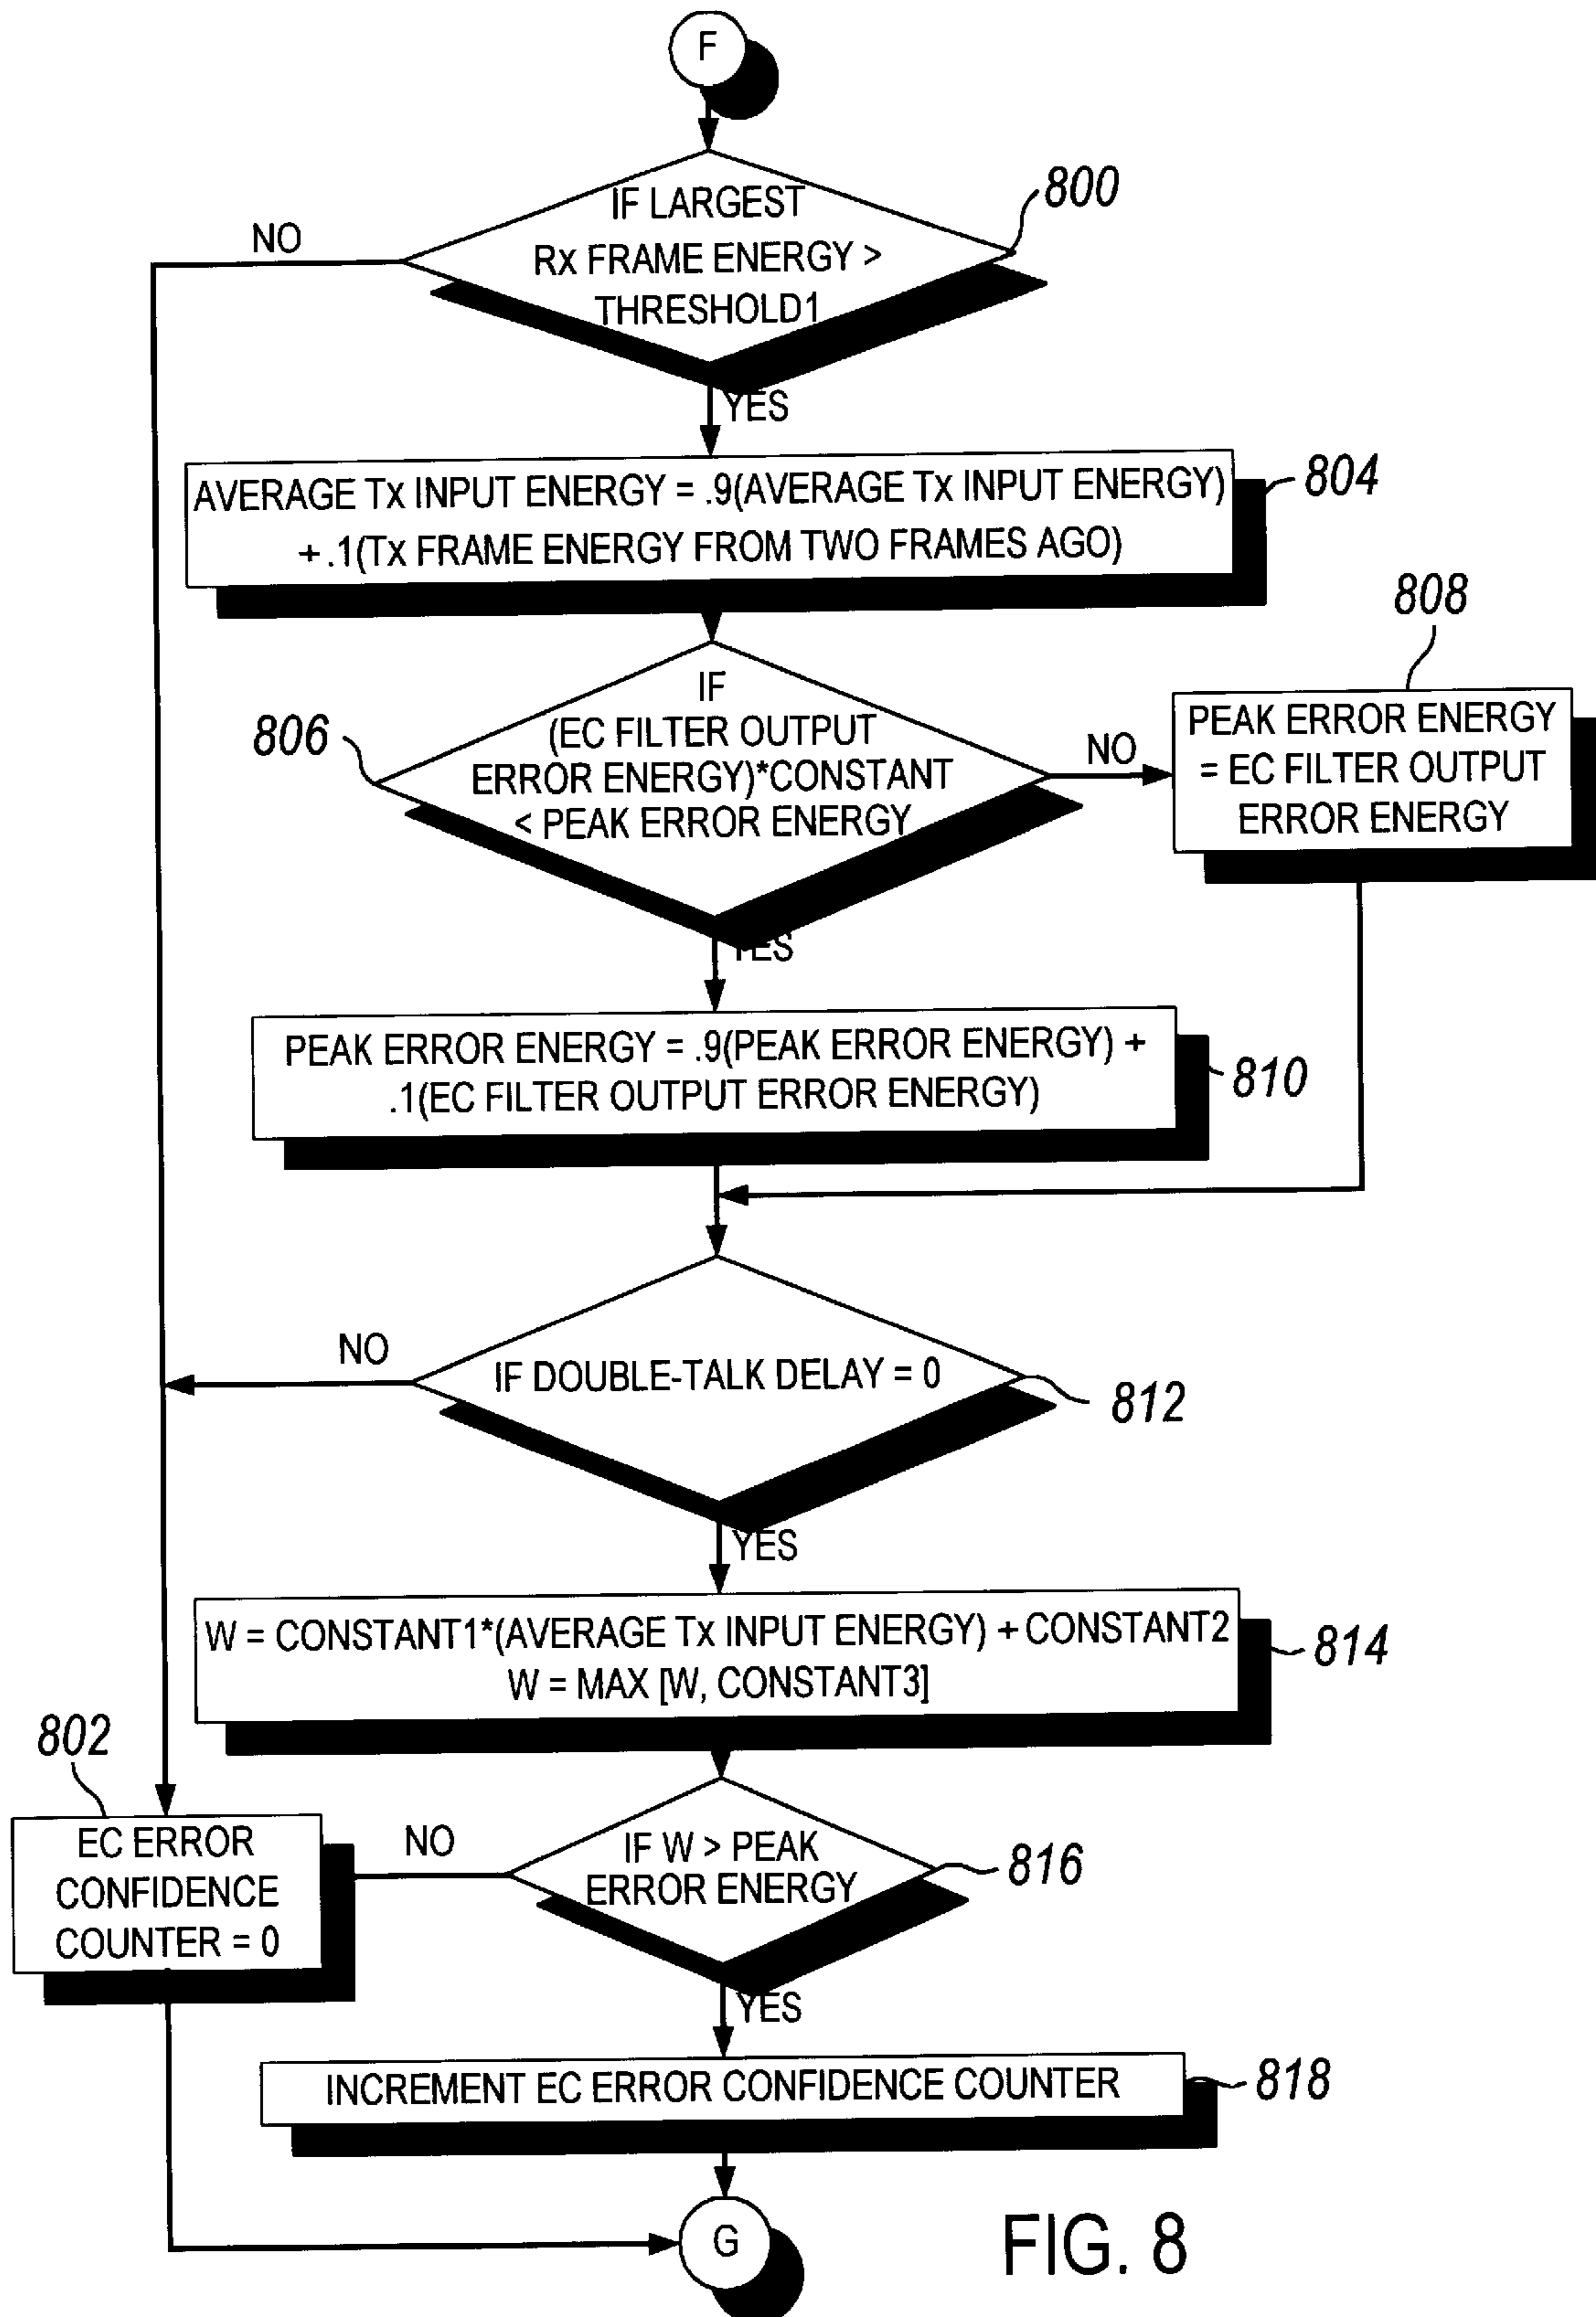 F
IF LARGEST
Rx FRAME ENERGY >
THRESHOLD1
800
NO
YES
AVERAGE Tx INPUT ENERGY = .9(AVERAGE Tx INPUT ENERGY)
+ .1(Tx FRAME ENERGY FROM TWO FRAMES AGO)
804
IF
(EC FILTER OUTPUT
ERROR ENERGY)*CONSTANT
< PEAK ERROR ENERGY
806
NO
808
PEAK ERROR ENERGY
= EC FILTER OUTPUT
ERROR ENERGY
YES
PEAK ERROR ENERGY = .9(PEAK ERROR ENERGY) +
.1(EC FILTER OUTPUT ERROR ENERGY)
810
NO
IF DOUBLE-TALK DELAY = 0
812
YES
W = CONSTANT1*(AVERAGE Tx INPUT ENERGY) + CONSTANT2
W = MAX [W, CONSTANT3]
814
802
EC ERROR
CONFIDENCE
COUNTER = 0
NO
IF W > PEAK
ERROR ENERGY
816
YES
INCREMENT EC ERROR CONFIDENCE COUNTER
818
G
FIG. 8